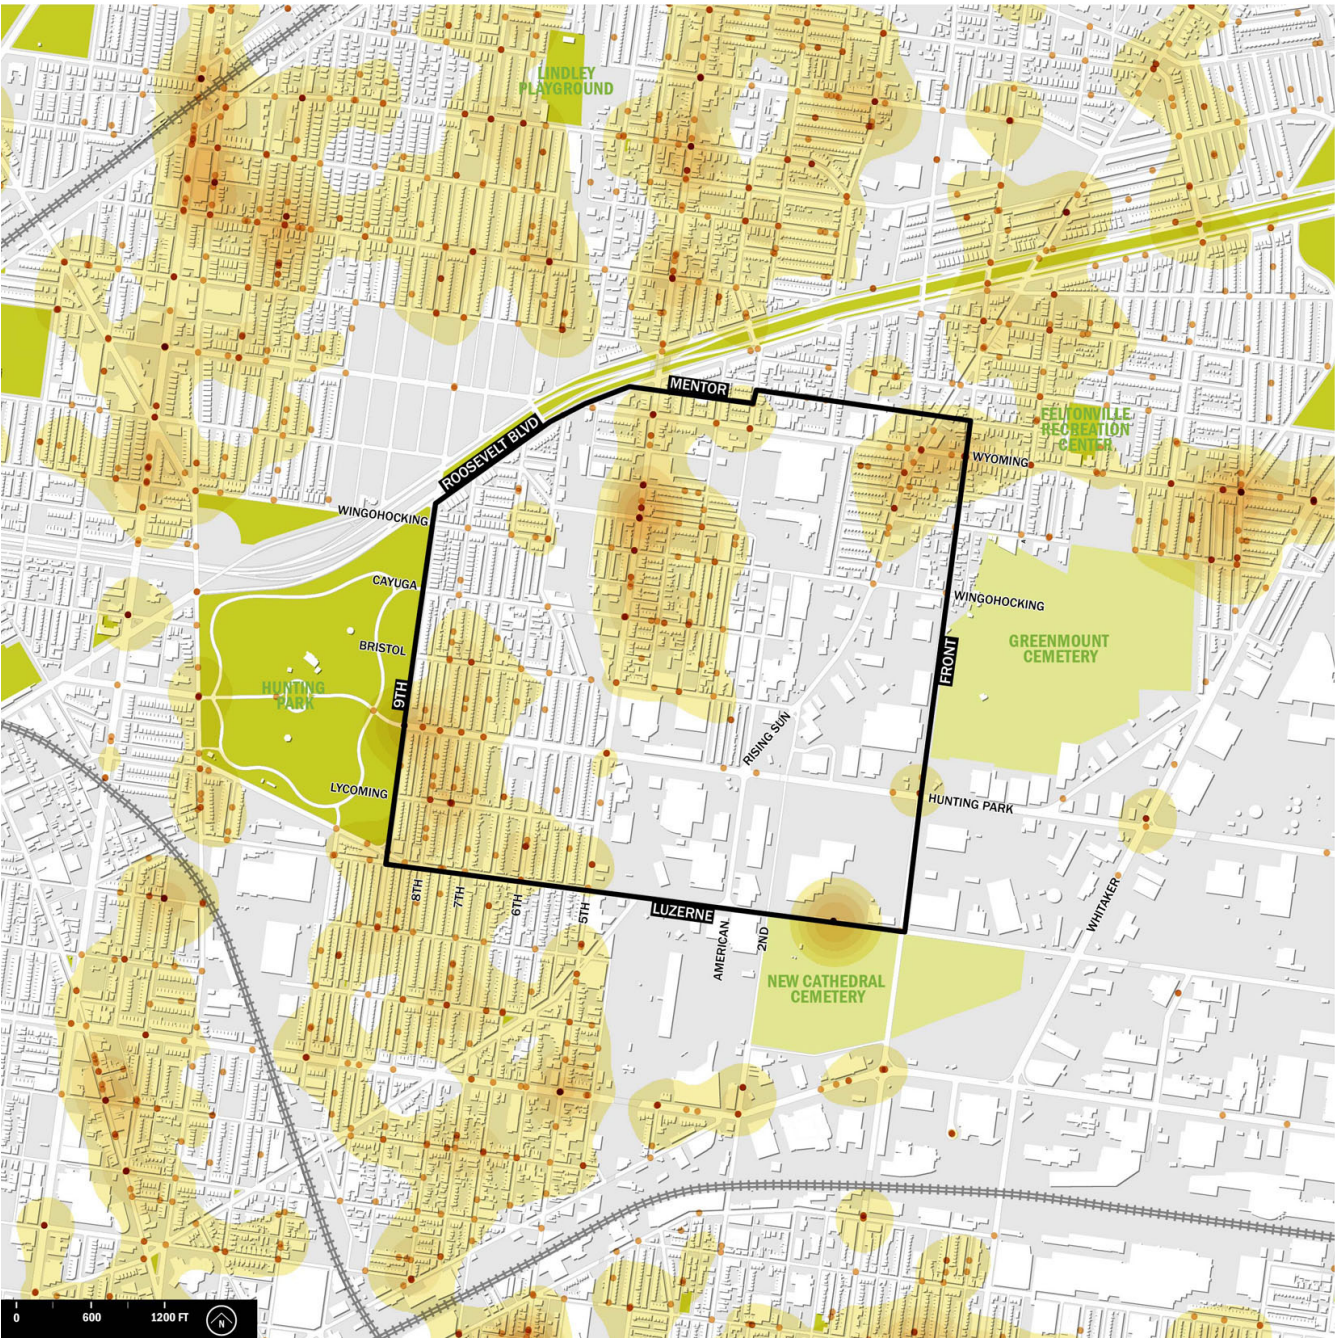 LINDLEY
PLAYGROUND
MENTOR
FELTONVILLE
RECREATION
CENTER
ROOSEVELT BLVD
WYOMING
WINGOHOCKING
CAYUGA
WINGOHOCKING
BRISTOL
GREENMOUNT
CEMETERY
FRONT
HUNTING
PARK
9TH
RISING SUN
LYCOMING
HUNTING PARK
8TH
7TH
6TH
5TH
LUZERNE
AMERICAN
2ND
WHITAKER
NEW CATHEDRAL
CEMETERY
0 600 1200 FT N